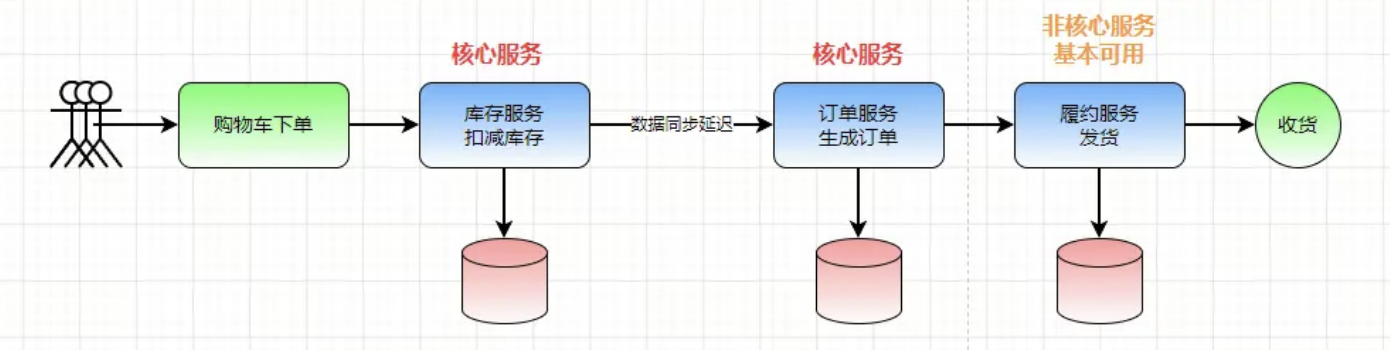 核心服务
核心服务
非核心服务
基本可用
购物车下单
库存服务
扣减库存
数据同步延迟
订单服务
生成订单
履约服务
发货
收货